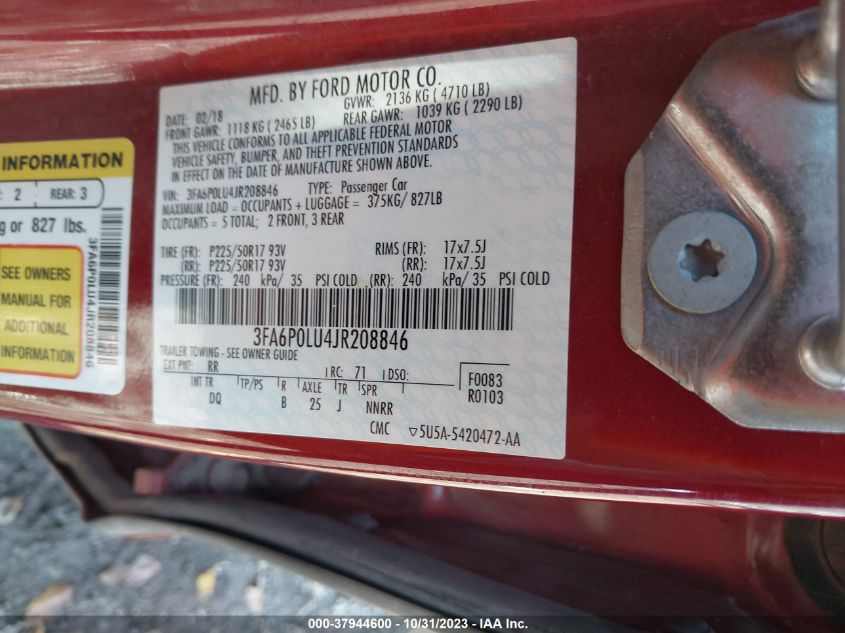 MFD. BY FORD MOTOR CO.
DATE: 02/18 GVWR: 2136 KG ( 4710 LB)
FRONT GAWR: 1118 KG ( 2465 LB) REAR GAWR: 1039 KG ( 2290 LB)
THIS VEHICLE CONFORMS TO ALL APPLICABLE FEDERAL MOTOR
VEHICLE SAFETY, BUMPER, AND THEFT PREVENTION STANDARDS
IN EFFECT ON THE DATE OF MANUFACTURE SHOWN ABOVE.
VIN: 3FA6P0LU4JR208846 TYPE: Passenger Car
MAXIMUM LOAD = OCCUPANTS + LUGGAGE = 375KG/ 827LB
OCCUPANTS = 5 TOTAL; 2 FRONT, 3 REAR
TIRE (FR): P225/50R17 93V RIMS (FR): 17x7.5J
(RR): P225/50R17 93V (RR): 17x7.5J
PRESSURE (FR): 240 kPa/ 35 PSI COLD (RR): 240 kPa/ 35 PSI COLD
3FA6P0LU4JR208846
TRAILER TOWING - SEE OWNER GUIDE
EXT PNT: RR RC: 71 DSO:
INT TR TP/PS R AXLE TR SPR F0083
DQ B 25 J NNRR R0103
CMC ▽5U5A-5420472-AA
INFORMATION
: 2 REAR: 3
g or 827 lbs.
SEE OWNERS
MANUAL FOR
ADDITIONAL
INFORMATION
3FA6P0LU4JR208846
000-37944600 - 10/31/2023 - IAA Inc.